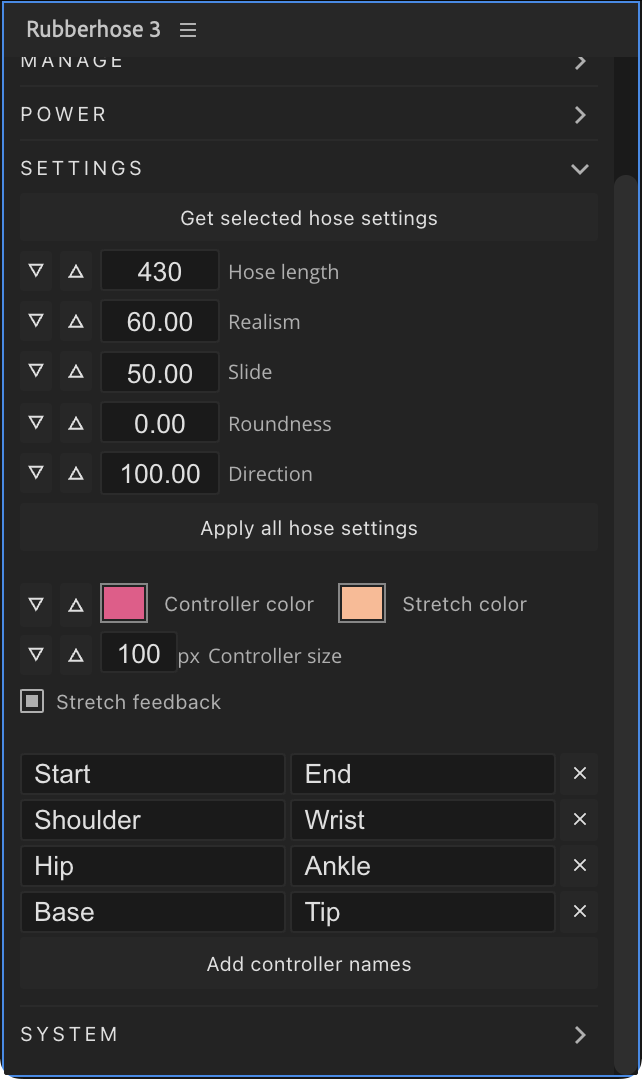 Rubberhose 3
MANAGE
POWER
SETTINGS
Get selected hose settings
430 Hose length
60.00 Realism
50.00 Slide
0.00 Roundness
100.00 Direction
Apply all hose settings
Controller color Stretch color
100 px Controller size
Stretch feedback
Start End
Shoulder Wrist
Hip Ankle
Base Tip
Add controller names
SYSTEM